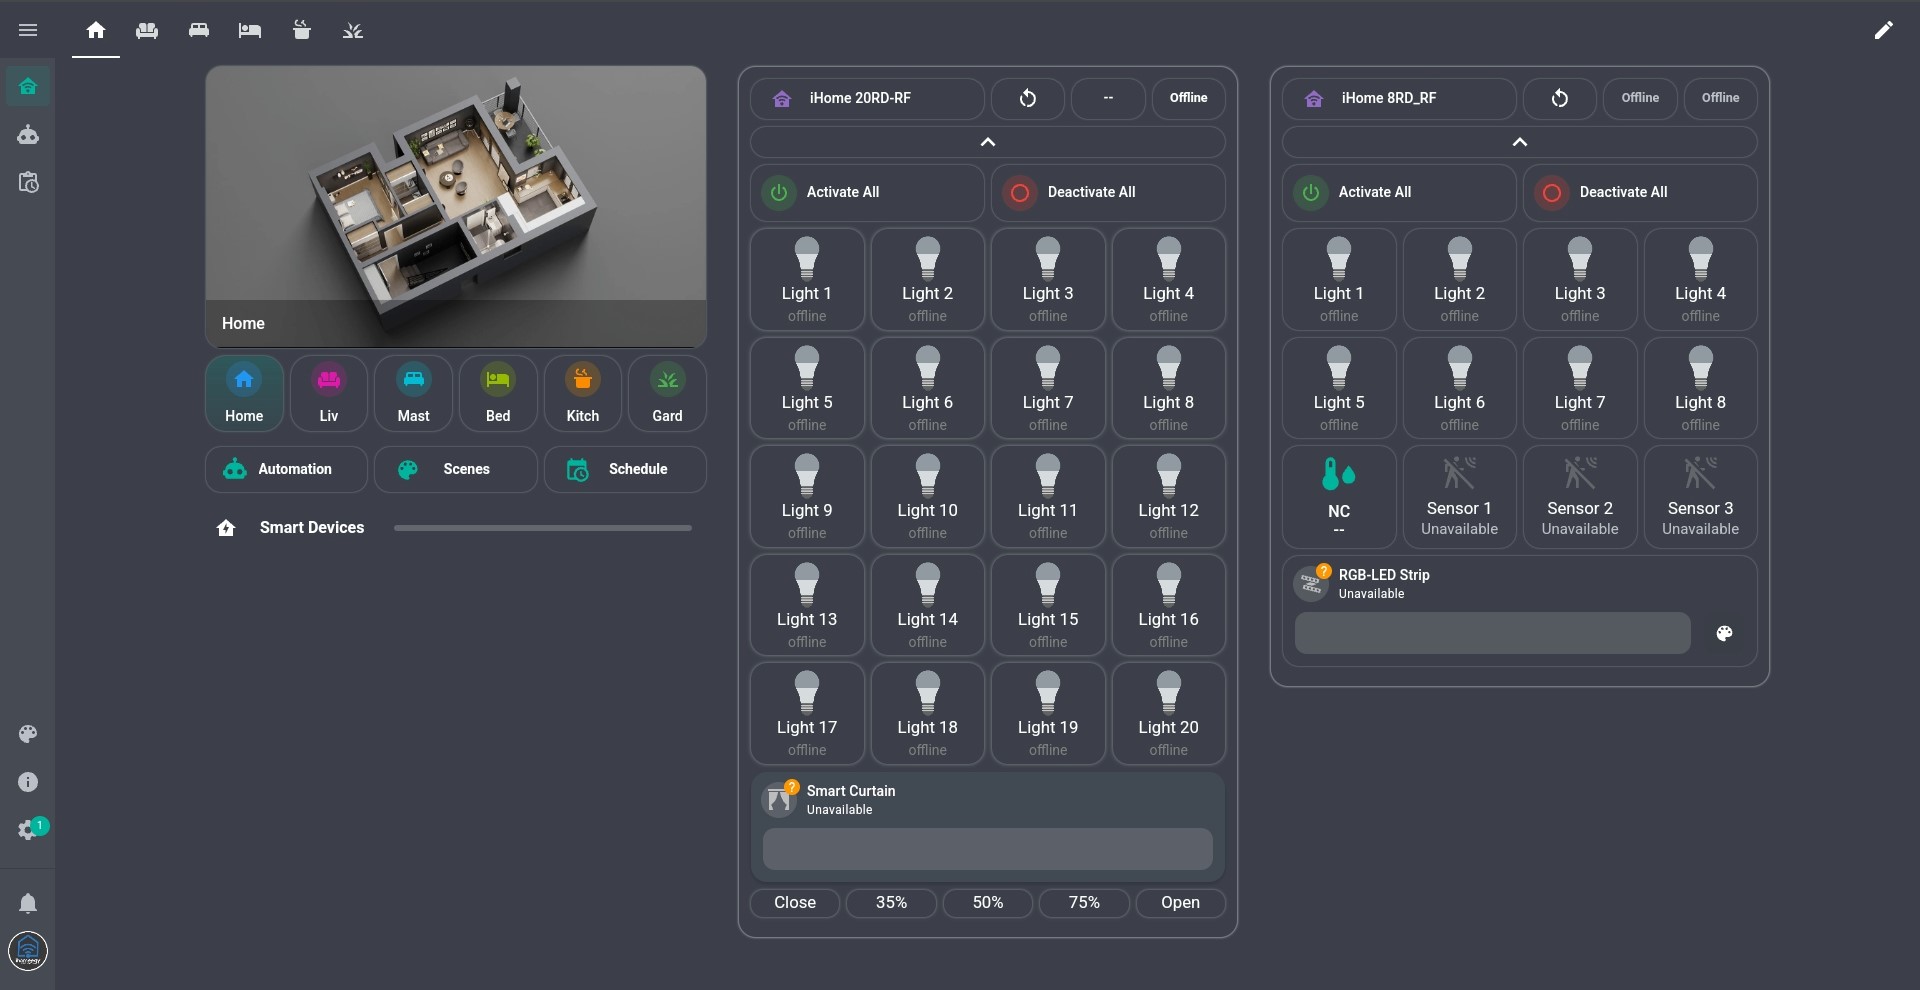 Home
Home
Liv
Mast
Bed
Kitch
Gard
Automation
Scenes
Schedule
Smart Devices
1
iHome 20RD-RF
--
Offline
Activate All
Deactivate All
Light 1
offline
Light 2
offline
Light 3
offline
Light 4
offline
Light 5
offline
Light 6
offline
Light 7
offline
Light 8
offline
Light 9
offline
Light 10
offline
Light 11
offline
Light 12
offline
Light 13
offline
Light 14
offline
Light 15
offline
Light 16
offline
Light 17
offline
Light 18
offline
Light 19
offline
Light 20
offline
?
Smart Curtain
Unavailable
Close
35%
50%
75%
Open
iHome 8RD_RF
Offline
Offline
Activate All
Deactivate All
Light 1
offline
Light 2
offline
Light 3
offline
Light 4
offline
Light 5
offline
Light 6
offline
Light 7
offline
Light 8
offline
NC
--
Sensor 1
Unavailable
Sensor 2
Unavailable
Sensor 3
Unavailable
?
RGB-LED Strip
Unavailable